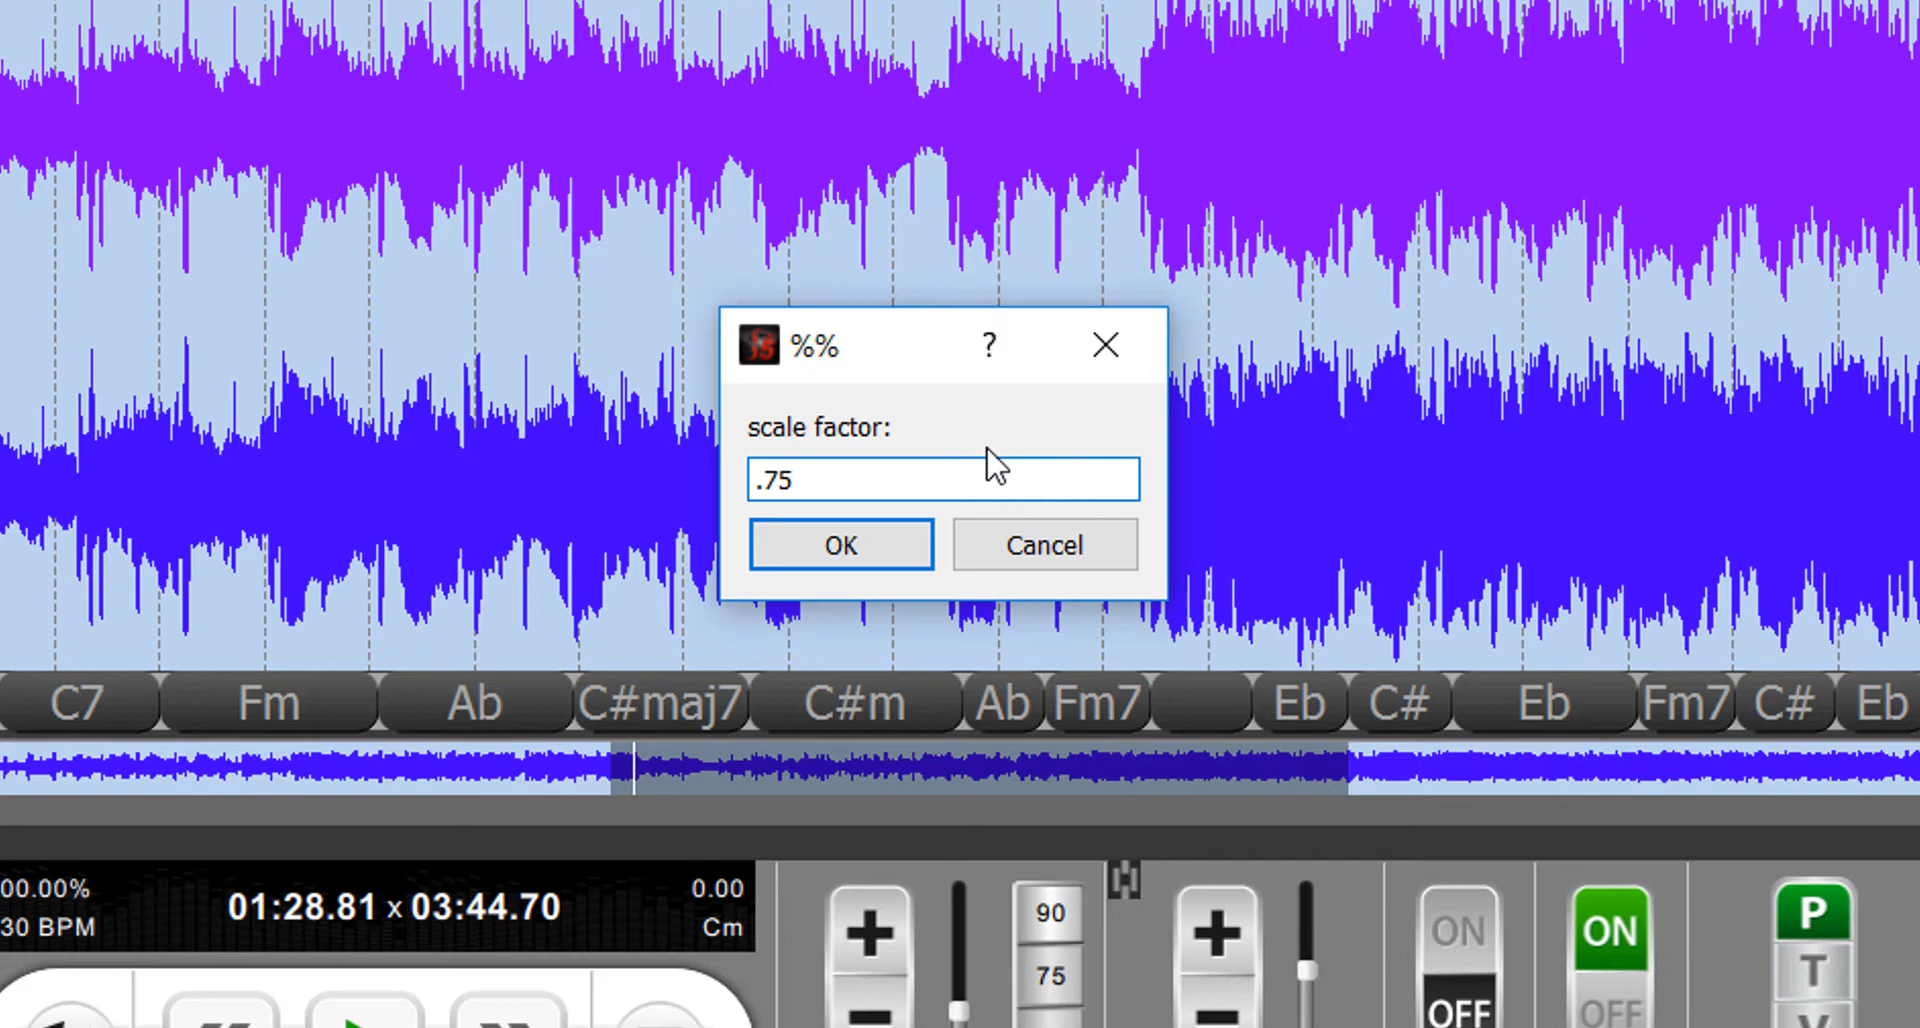 %% ?
scale factor:
.75
OK Cancel
C7 Fm Ab C#maj7 C#m Ab Fm7 Eb C# Eb Fm7 C# Eb
00.00% 0.00
01:28.81 x 03:44.70
30 BPM Cm
90
75
ON
OFF
ON
OFF
P
T
V